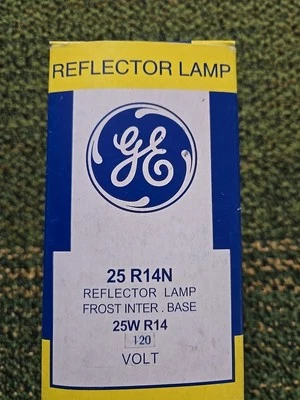 REFLECTOR LAMP
GE
25 R14N
REFLECTOR LAMP
FROST INTER . BASE
25W R14
120
VOLT